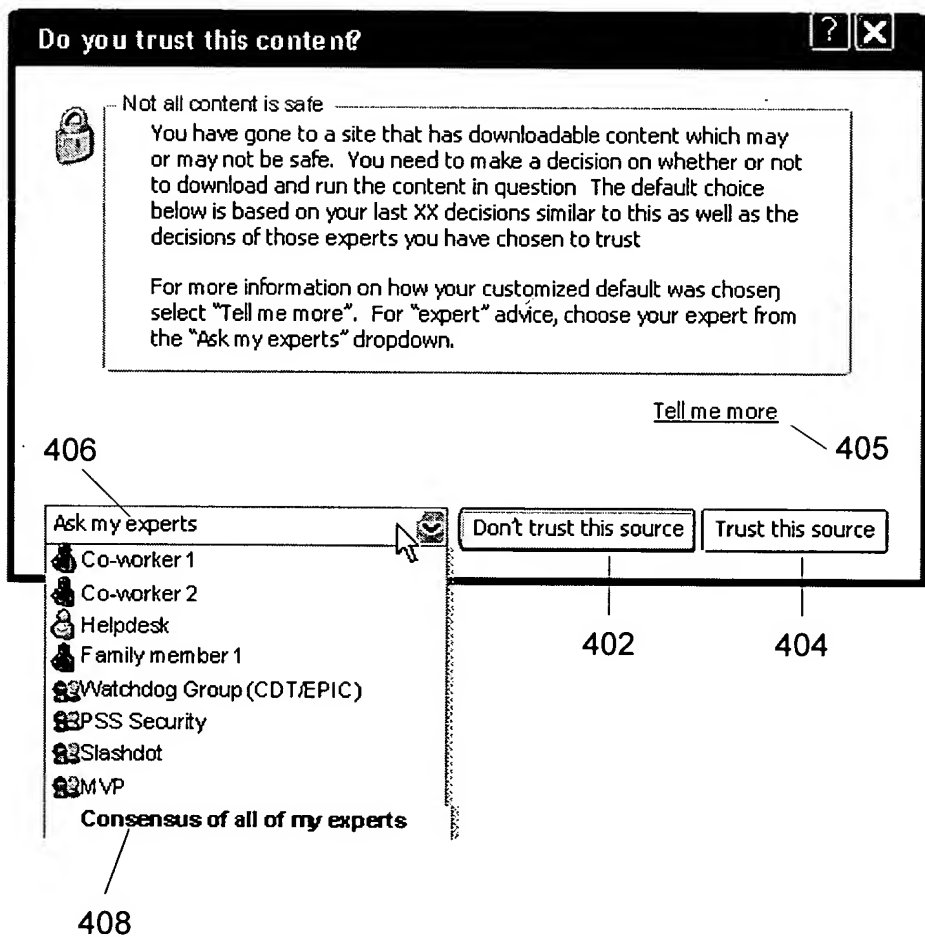 Do you trust this content?
?
Not all content is safe
You have gone to a site that has downloadable content which may
or may not be safe. You need to make a decision on whether or not
to download and run the content in question The default choice
below is based on your last XX decisions similar to this as well as the
decisions of those experts you have chosen to trust
For more information on how your customized default was chosen,
select "Tell me more". For "expert" advice, choose your expert from
the "Ask my experts" dropdown.
Tell me more
405
406
Ask my experts
Don't trust this source
Trust this source
Co-worker 1
Co-worker 2
Helpdesk
Family member 1
Watchdog Group (CDT/EPIC)
PSS Security
Slashdot
MVP
Consensus of all of my experts
402
404
408